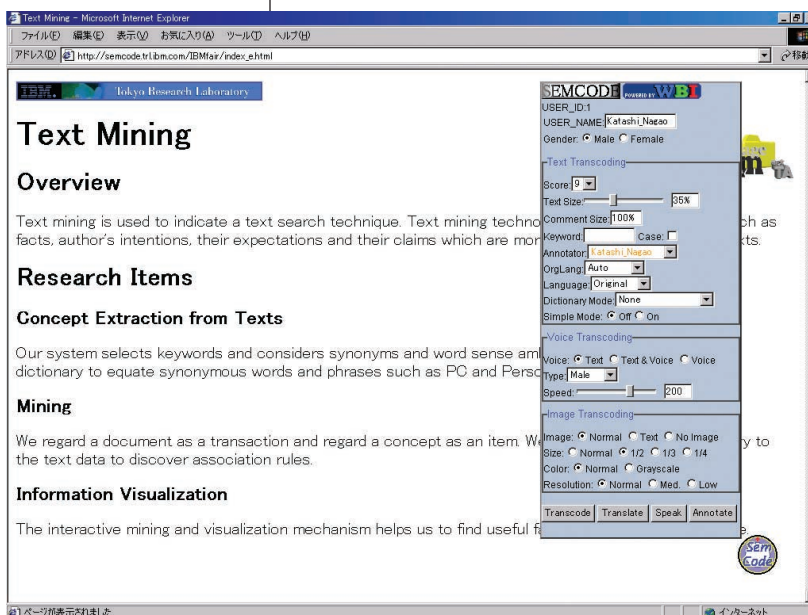 Text Mining - Microsoft Internet Explorer
ファイル(F) 編集(E) 表示(V) お気に入り(A) ツール(T) ヘルプ(H)
アドレス(D) http://semcode.trl.ibm.com/IBMfair/index_e.html 移動
IBM Tokyo Research Laboratory
Text Mining
Overview
Text mining is used to indicate a text search technique. Text mining techno
ch as
facts, author's intentions, their expectations and their claims which are mor
xts.
Research Items
Concept Extraction from Texts
Our system selects keywords and considers synonyms and word sense am
dictionary to equate synonymous words and phrases such as PC and Perso
Mining
We regard a document as a transaction and regard a concept as an item. We
ry to
the text data to discover association rules.
Information Visualization
The interactive mining and visualization mechanism helps us to find useful f
e.
SEMCODE POWERED BY WBI
USER_ID:1
USER_NAME: Katashi_Nagao
Gender: Male Female
Text Transcoding
Score: 9
Text Size: 35%
Comment Size: 100%
Keyword: Case:
Annotator: Katashi_Nagao
OrgLang: Auto
Language: Original
Dictionary Mode: None
Simple Mode: Off On
Voice Transcoding
Voice: Text Text & Voice Voice
Type: Male
Speed: 200
Image Transcoding
Image: Normal Text No Image
Size: Normal 1/2 1/3 1/4
Color: Normal Grayscale
Resolution: Normal Med. Low
Transcode Translate Speak Annotate
Sem
Code
ページが表示されました インターネット